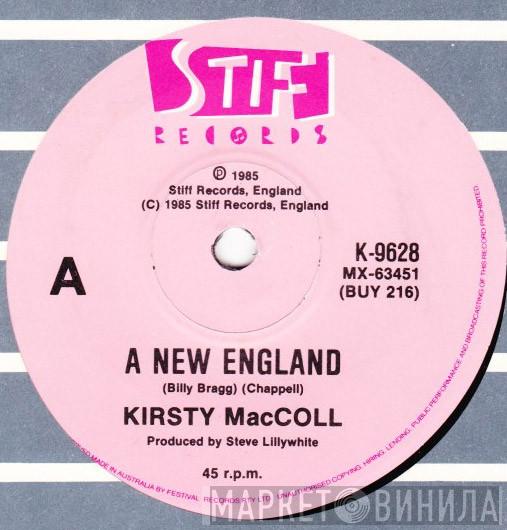 STIFF
RECORDS
℗ 1985
Stiff Records, England
(C) 1985 Stiff Records, England
A
K-9628
MX-63451
(BUY 216)
A NEW ENGLAND
(Billy Bragg) (Chappell)
KIRSTY MacCOLL
Produced by Steve Lillywhite
45 r.p.m.
MADE IN AUSTRALIA BY FESTIVAL RECORDS PTY LTD. UNAUTHORISED COPYING, HIRING, LENDING, PUBLIC PERFORMANCE AND BROADCASTING OF THIS RECORD PROHIBITED
МАРКЕТ ВИНИЛА